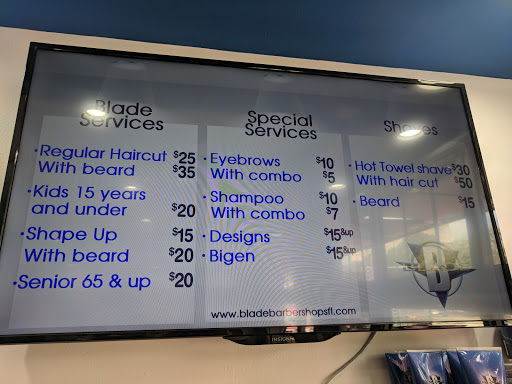 Blade
Services
·Regular Haircut $25
With beard $35
·Kids 15 years
and under $20
·Shape Up $15
With beard $20
·Senior 65 & up $20
Special
Services
·Eyebrows $10
With combo $5
·Shampoo $10
With combo $7
·Designs $15&up
·Bigen $15&up
Shaves
·Hot Towel shave $30
With hair cut $50
·Beard $15
B
www.bladebarbershopsfl.com
INSIGNIA